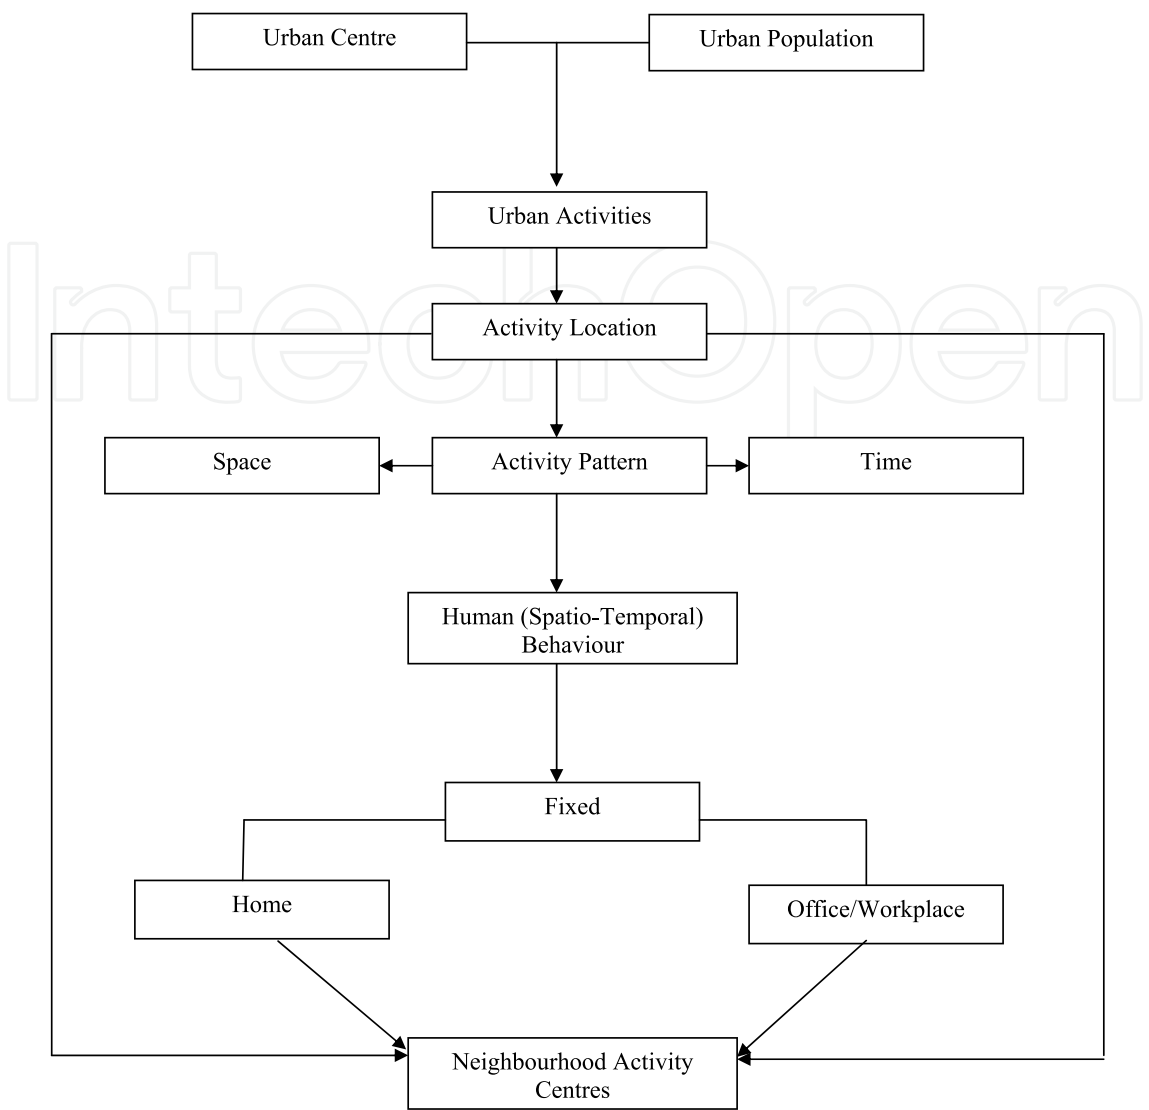 Urban Centre
Urban Population
Urban Activities
IntechOpen
Activity Location
Space
Activity Pattern
Time
Human (Spatio-Temporal)
Behaviour
Fixed
Home
Office/Workplace
Neighbourhood Activity
Centres